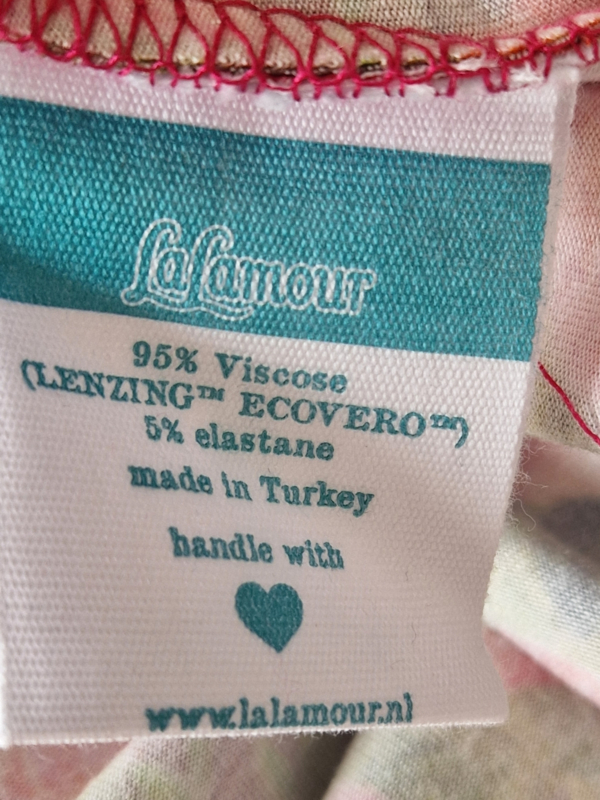 LaLamour
95% Viscose
(LENZING™ ECOVERO™)
5% elastane
made in Turkey
handle with
www.lalamour.nl